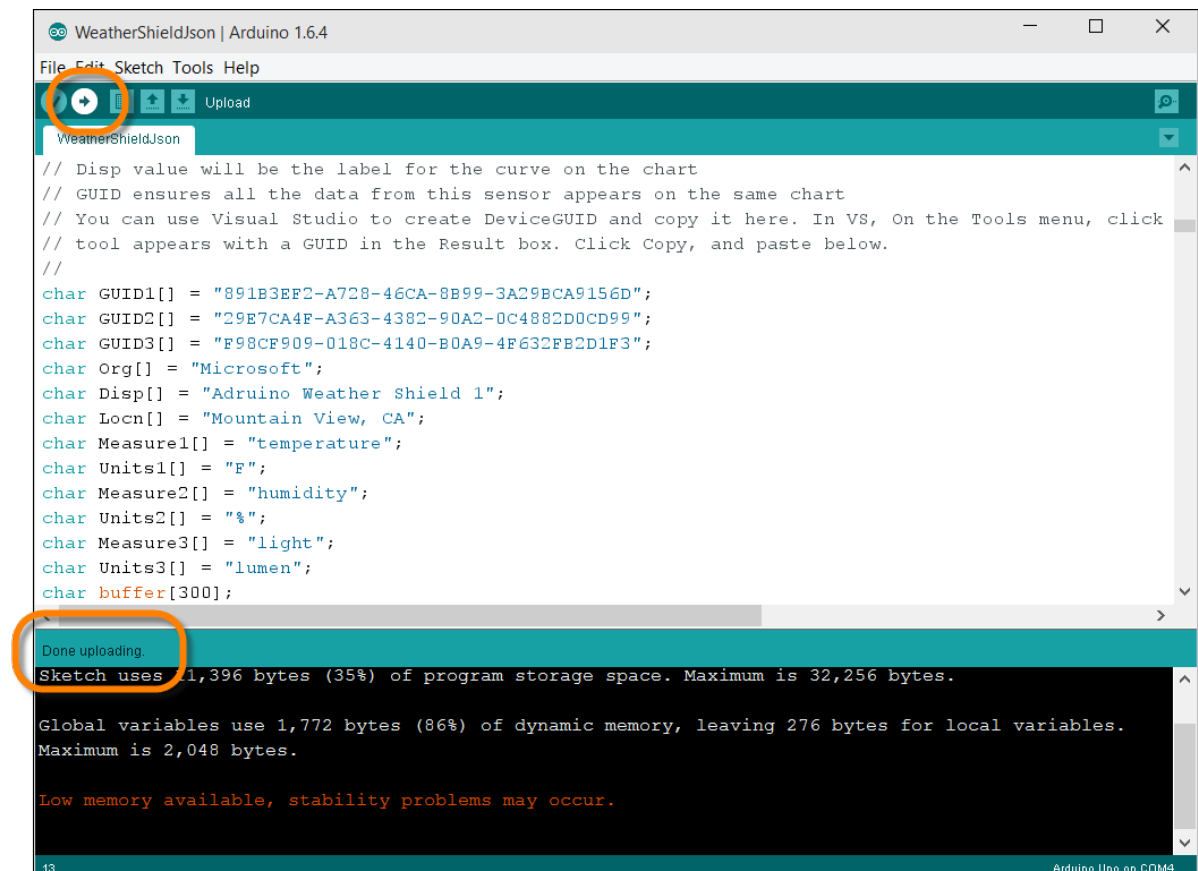 WeatherShieldJson | Arduino 1.6.4
File Edit Sketch Tools Help
Upload
WeatherShieldJson
// Disp value will be the label for the curve on the chart
// GUID ensures all the data from this sensor appears on the same chart
// You can use Visual Studio to create DeviceGUID and copy it here. In VS, On the Tools menu, click
// tool appears with a GUID in the Result box. Click Copy, and paste below.
//
char GUID1[] = "891B3EF2-A728-46CA-8B99-3A29BCA9156D";
char GUID2[] = "29E7CA4F-A363-4382-90A2-0C4882D0CD99";
char GUID3[] = "F98CF909-018C-4140-B0A9-4F632FB2D1F3";
char Org[] = "Microsoft";
char Disp[] = "Adruino Weather Shield 1";
char Locn[] = "Mountain View, CA";
char Measure1[] = "temperature";
char Units1[] = "F";
char Measure2[] = "humidity";
char Units2[] = "%";
char Measure3[] = "light";
char Units3[] = "lumen";
char buffer[300];
Done uploading.
Sketch uses 11,396 bytes (35%) of program storage space. Maximum is 32,256 bytes.
Global variables use 1,772 bytes (86%) of dynamic memory, leaving 276 bytes for local variables.
Maximum is 2,048 bytes.
Low memory available, stability problems may occur.
13
Arduino Uno on COM4